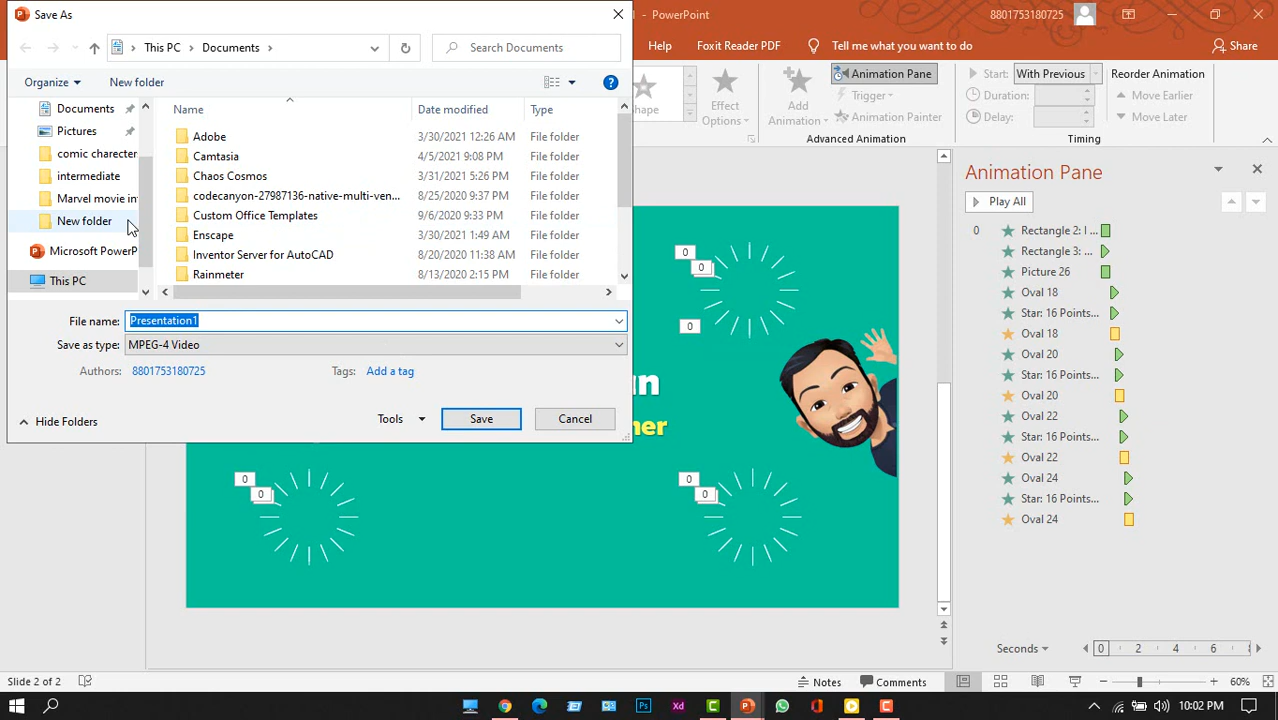 Save As
1 - PowerPoint
8801753180725
This PC
Documents
Search Documents
Help
Foxit Reader PDF
Tell me what you want to do
Share
Organize
New folder
Shape
Effect
Options
Add
Animation
Animation Pane
Trigger
Animation Painter
Advanced Animation
Start:
With Previous
Duration:
Delay:
Timing
Reorder Animation
Move Earlier
Move Later
Documents
Pictures
comic charecter
intermediate
Marvel movie in
New folder
Microsoft PowerP
This PC
Name
Date modified
Type
Adobe
3/30/2021 12:26 AM
File folder
Camtasia
4/5/2021 9:08 PM
File folder
Chaos Cosmos
3/31/2021 5:26 PM
File folder
codecanyon-27987136-native-multi-ven...
8/25/2020 9:37 PM
File folder
Custom Office Templates
9/6/2020 9:33 PM
File folder
Enscape
3/30/2021 1:49 AM
File folder
Inventor Server for AutoCAD
8/20/2020 11:38 AM
File folder
Rainmeter
8/13/2020 2:15 PM
File folder
File name:
Presentation1
Save as type:
MPEG-4 Video
Authors:
8801753180725
Tags:
Add a tag
Hide Folders
Tools
Save
Cancel
0
0
0
an
ner
0
0
0
0
Animation Pane
Play All
0
Rectangle 2: I ...
Rectangle 3: ...
Picture 26
Oval 18
Star: 16 Points...
Oval 18
Oval 20
Star: 16 Points...
Oval 20
Oval 22
Star: 16 Points...
Oval 22
Oval 24
Star: 16 Points...
Oval 24
Seconds
0
2
4
6
Slide 2 of 2
Notes
Comments
60%
Ps
Xd
10:02 PM